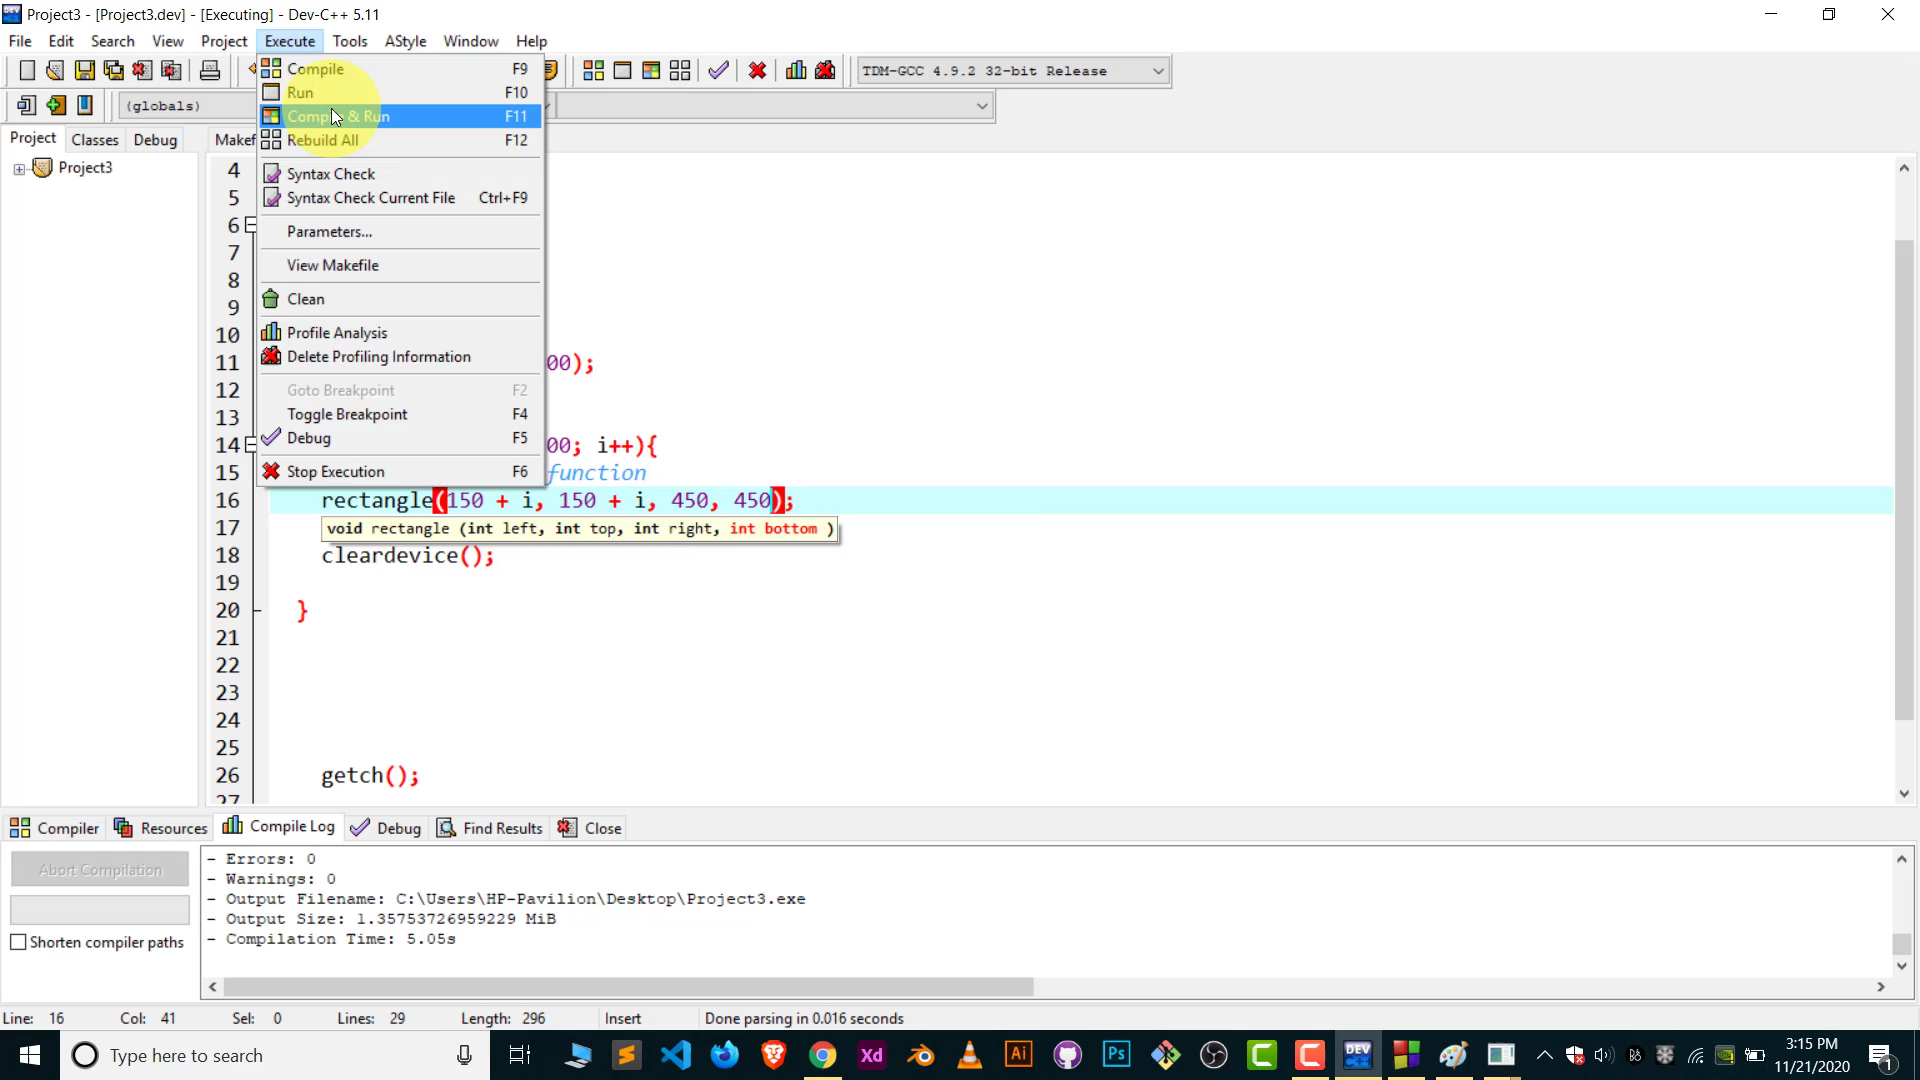 Project3 - [Project3.dev] - [Executing] - Dev-C++ 5.11
File Edit Search View Project Execute Tools AStyle Window Help
TDM-GCC 4.9.2 32-bit Release
(globals)
Project Classes Debug Makef
Project3
Compile F9
Run F10
Compile & Run F11
Rebuild All F12
Syntax Check
Syntax Check Current File Ctrl+F9
Parameters...
View Makefile
Clean
Profile Analysis
Delete Profiling Information
Goto Breakpoint F2
Toggle Breakpoint F4
Debug F5
Stop Execution F6
4
5
6
7
8
9
10
11 00);
12
13
14 00; i++){
15 function
16 rectangle(150 + i, 150 + i, 450, 450);
17 void rectangle (int left, int top, int right, int bottom )
18 cleardevice();
19
20 }
21
22
23
24
25
26 getch();
27
Compiler Resources Compile Log Debug Find Results Close
Abort Compilation
Shorten compiler paths
- Errors: 0
- Warnings: 0
- Output Filename: C:\Users\HP-Pavilion\Desktop\Project3.exe
- Output Size: 1.35753726959229 MiB
- Compilation Time: 5.05s
Line: 16 Col: 41 Sel: 0 Lines: 29 Length: 296 Insert Done parsing in 0.016 seconds
Type here to search
Xd
Ai
Ps
DEV
3:15 PM
11/21/2020
1